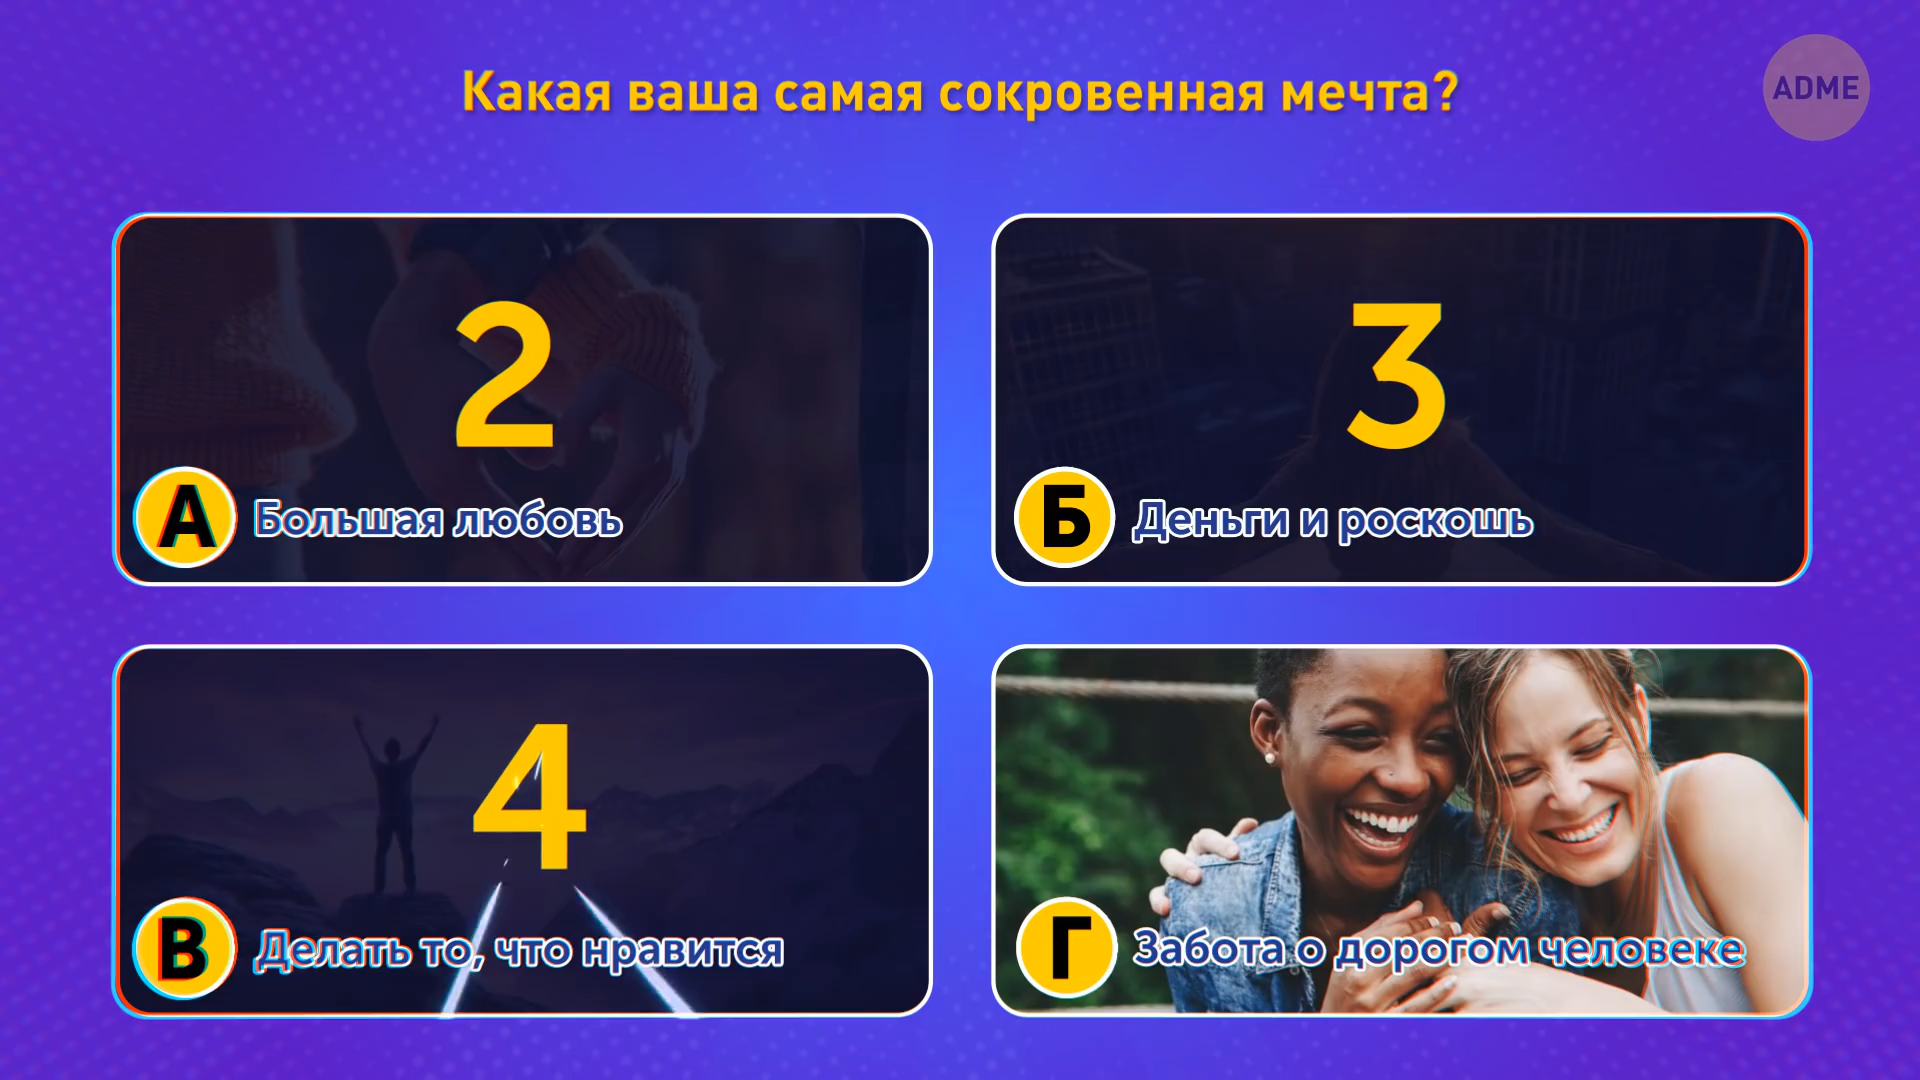 Какая ваша самая сокровенная мечта?
ADME
2
3
А Большая любовь
Б Деньги и роскошь
4
В Делать то, что нравится
Г Забота о дорогом человеке